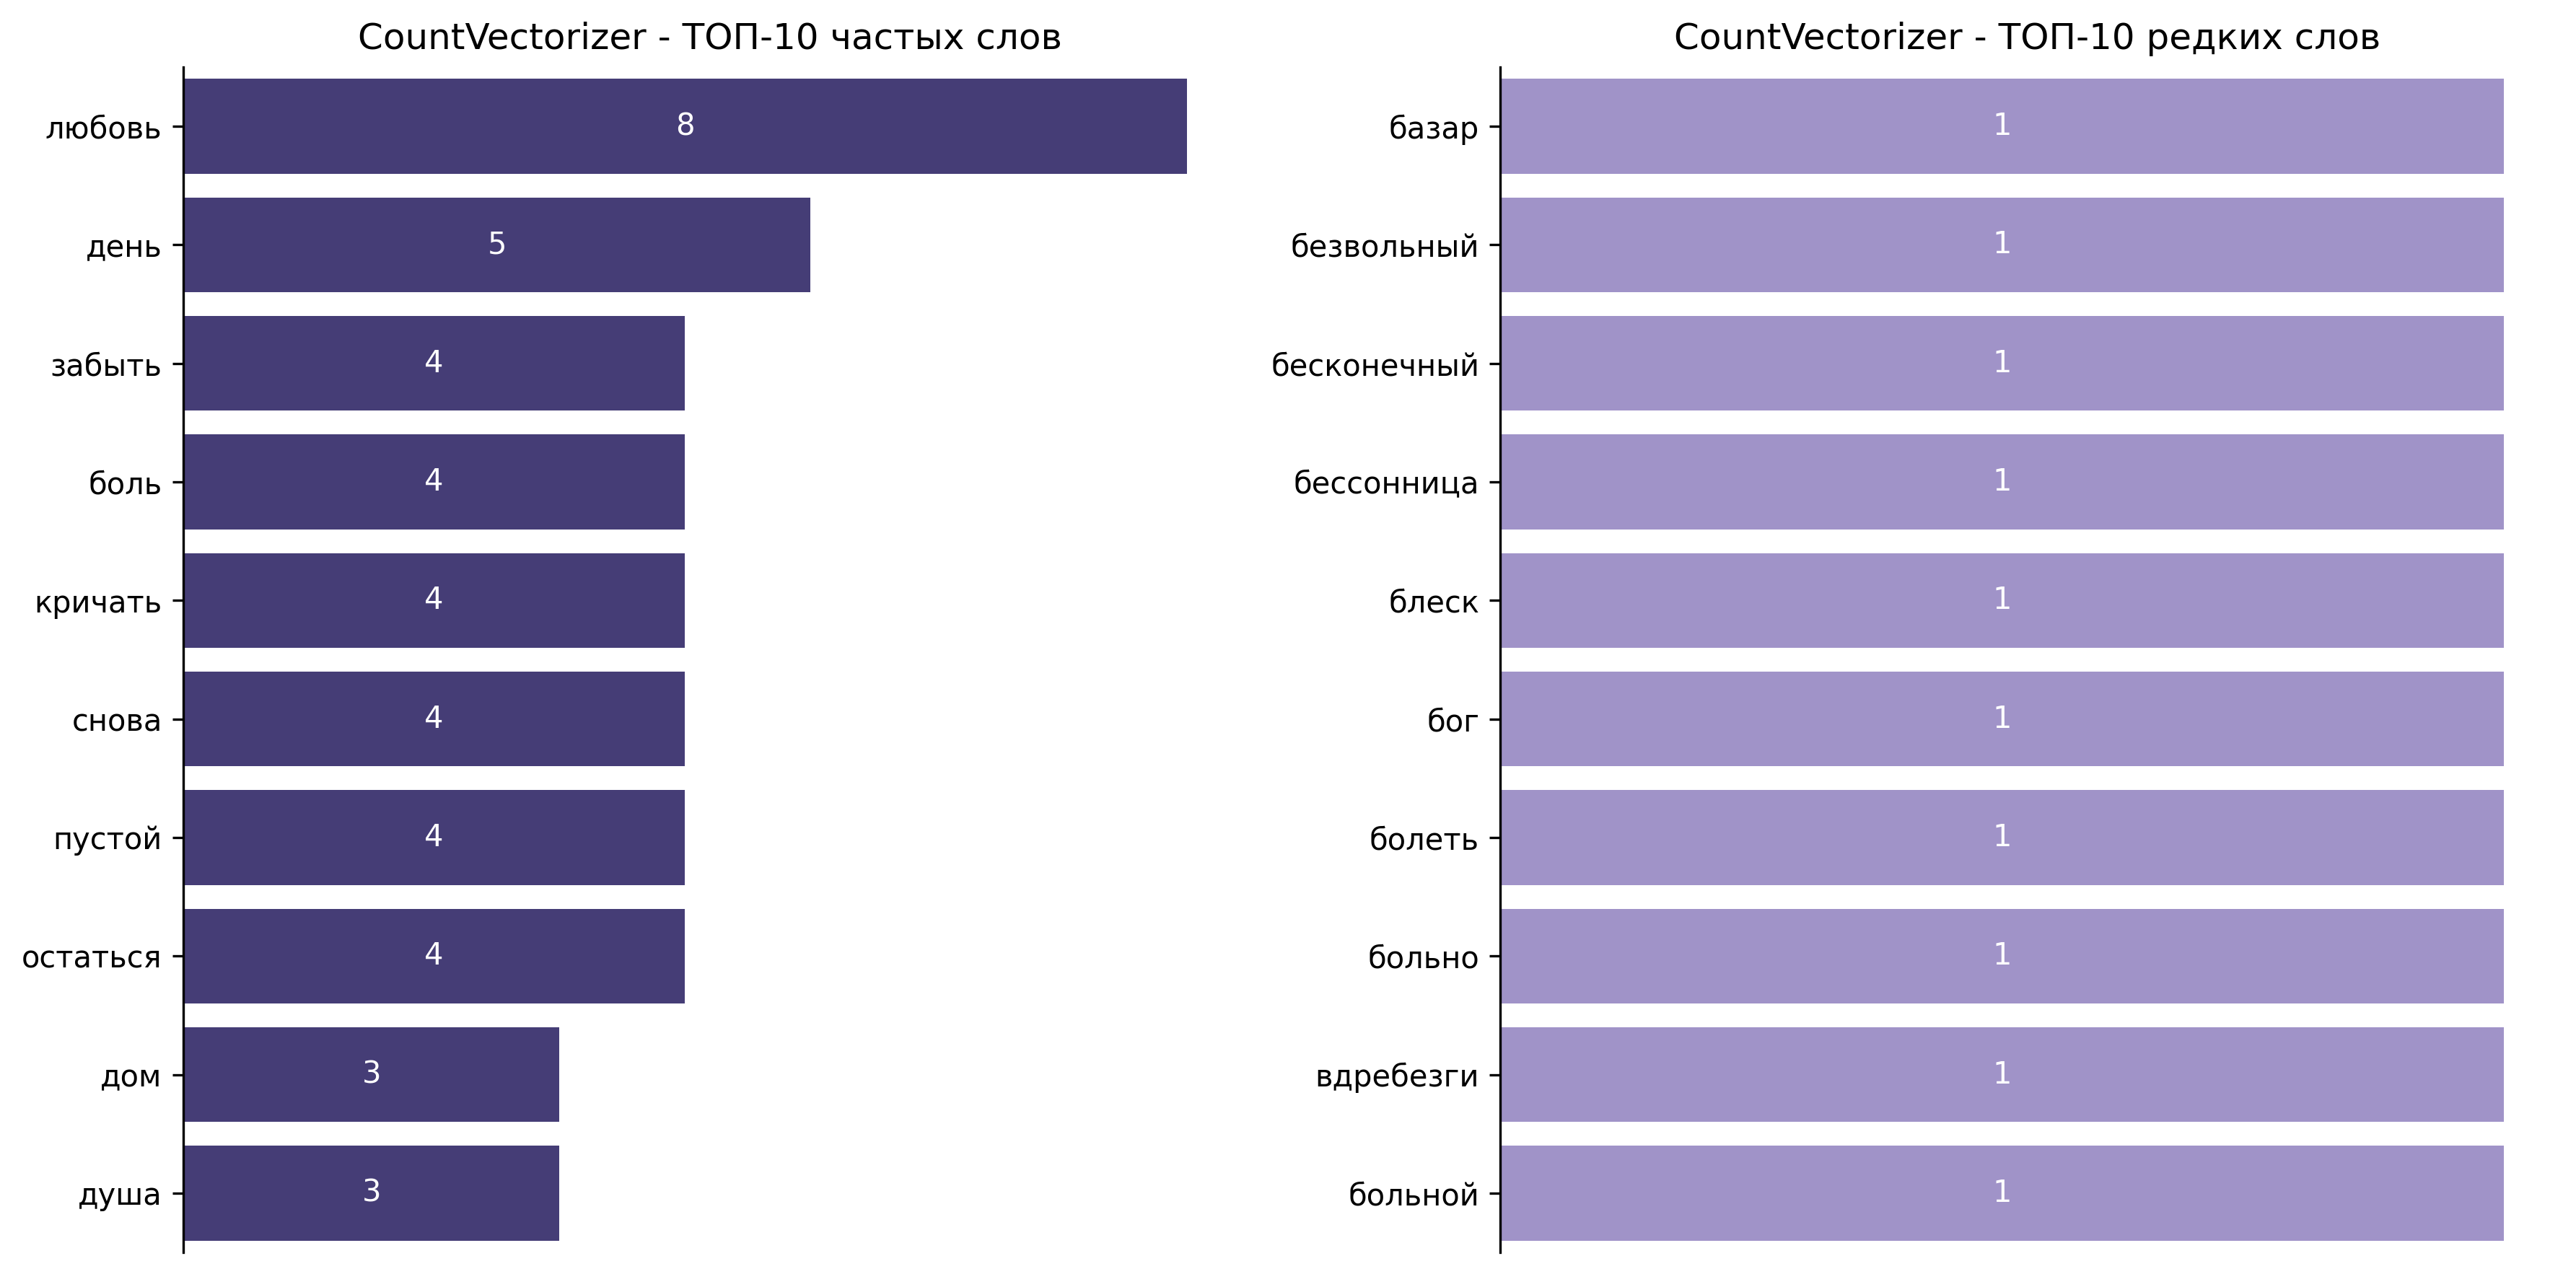 CountVectorizer - ТОП-10 частых слов
любовь 8
день 5
забыть 4
боль 4
кричать 4
снова 4
пустой 4
остаться 4
дом 3
душа 3
CountVectorizer - ТОП-10 редких слов
базар 1
безвольный 1
бесконечный 1
бессонница 1
блеск 1
бог 1
болеть 1
больно 1
вдребезги 1
больной 1